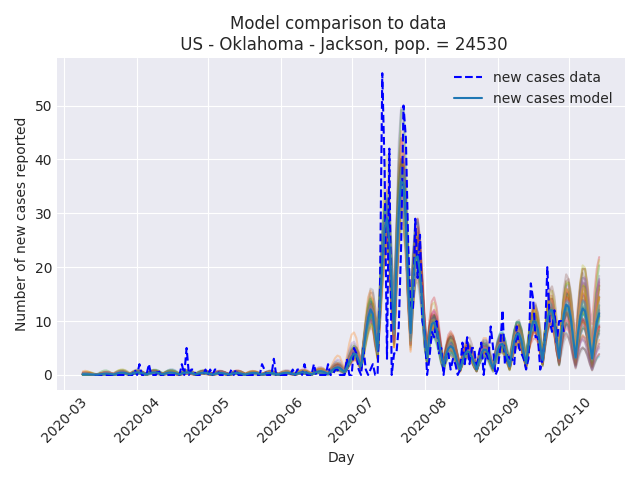 Model comparison to data
US - Oklahoma - Jackson, pop. = 24530
new cases data
new cases model
Number of new cases reported
50
40
30
20
10
0
2020-03
2020-04
2020-05
2020-06
2020-07
2020-08
2020-09
2020-10
Day